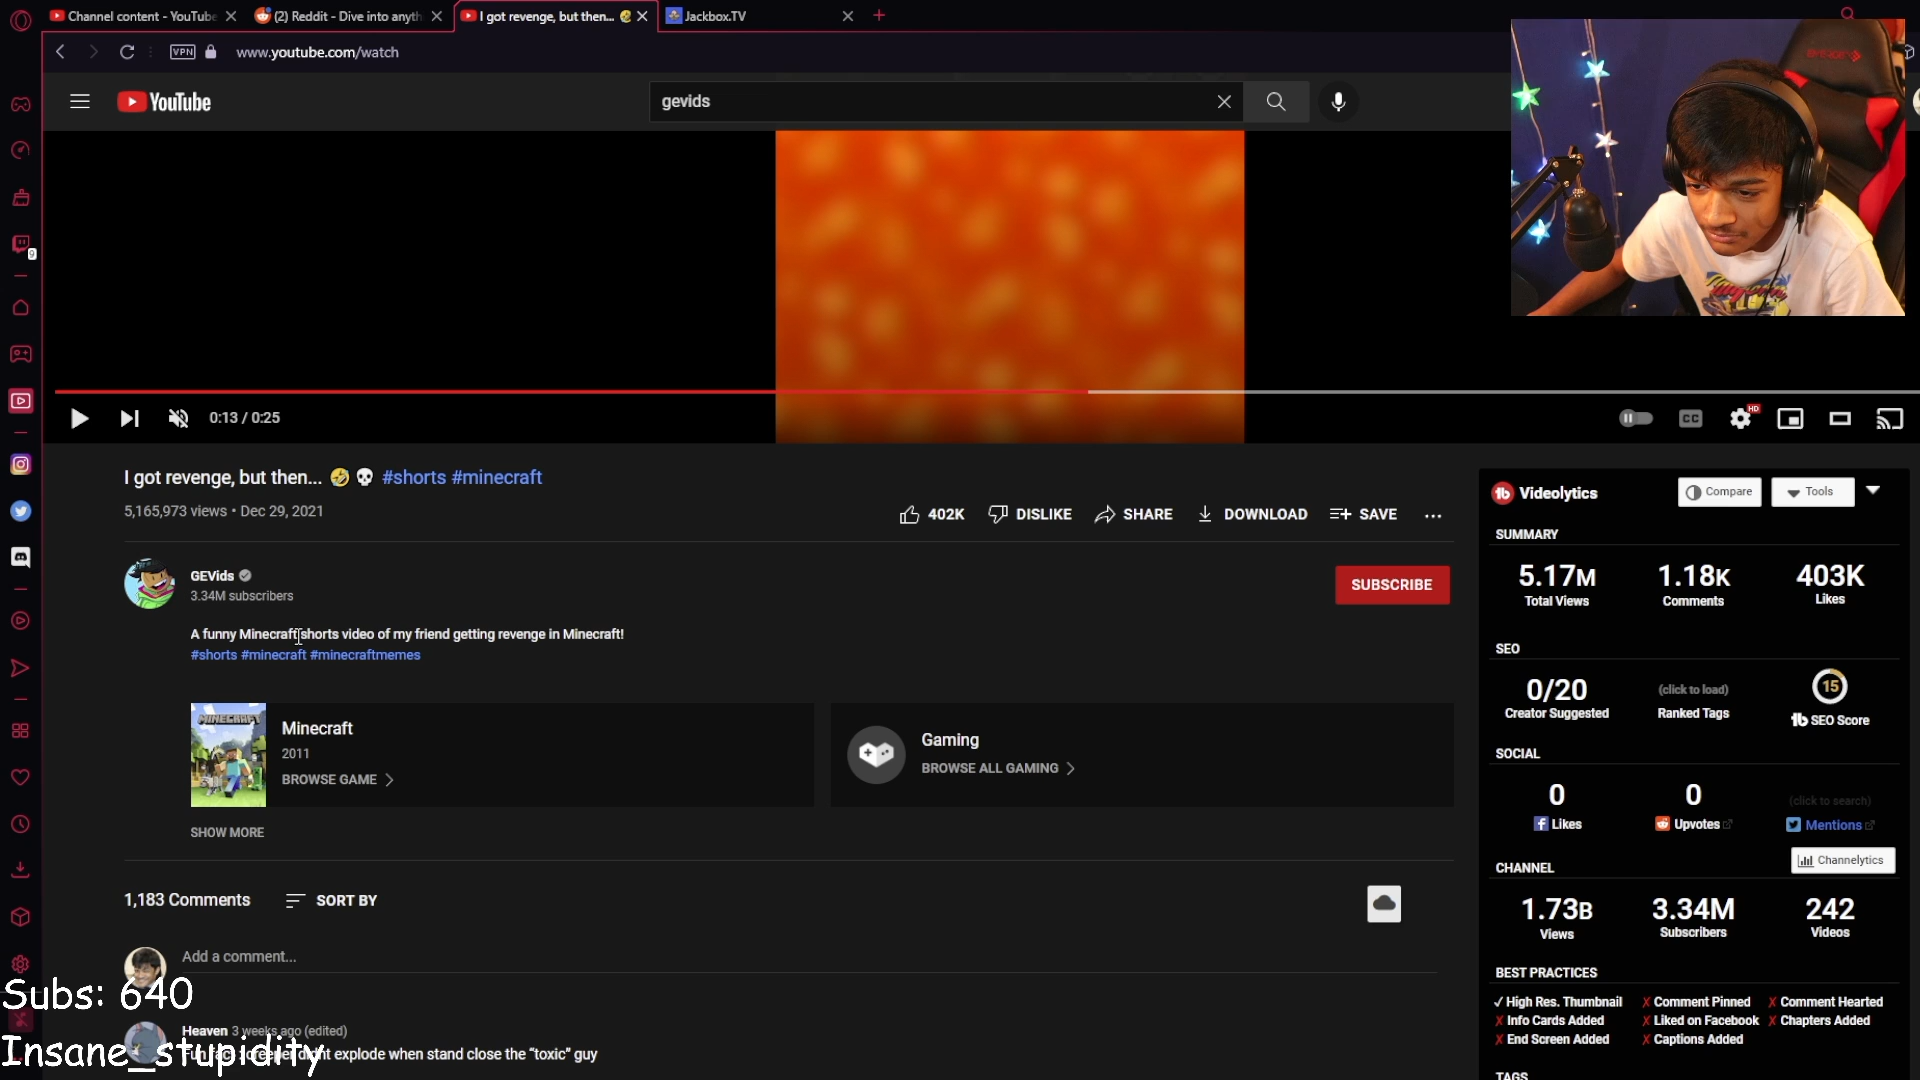 Channel content - YouTube
(2) Reddit - Dive into anyth
I got revenge, but then... 🤣
Jackbox.TV
VPN
www.youtube.com/watch
YouTube
gevids
9
0:13 / 0:25
CC
HD
I got revenge, but then... 🤣💀 #shorts #minecraft
5,165,973 views • Dec 29, 2021
402K
DISLIKE
SHARE
DOWNLOAD
SAVE
GEVids
3.34M subscribers
SUBSCRIBE
A funny Minecraft shorts video of my friend getting revenge in Minecraft!
#shorts #minecraft #minecraftmemes
MINECRAFT
Minecraft
2011
BROWSE GAME
Gaming
BROWSE ALL GAMING
SHOW MORE
1,183 Comments
SORT BY
Add a comment...
Heaven 3 weeks ago (edited)
explode when stand close the "toxic" guy
Subs: 640
Insane_stupidity
Videolytics
Compare
Tools
SUMMARY
5.17M
Total Views
1.18K
Comments
403K
Likes
SEO
0/20
Creator Suggested
(click to load)
Ranked Tags
15
SEO Score
SOCIAL
0
Likes
0
Upvotes
(click to search)
Mentions
Channelytics
CHANNEL
1.73B
Views
3.34M
Subscribers
242
Videos
BEST PRACTICES
✓ High Res. Thumbnail
✗ Comment Pinned
✗ Comment Hearted
✗ Info Cards Added
✗ Liked on Facebook
✗ Chapters Added
✗ End Screen Added
✗ Captions Added
TAGS